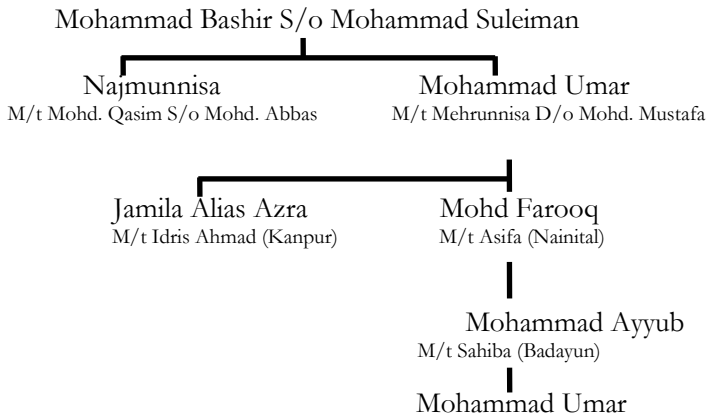 Mohammad Bashir S/o Mohammad Suleiman
Najmunnisa
M/t Mohd. Qasim S/o Mohd. Abbas
Mohammad Umar
M/t Mehrunnisa D/o Mohd. Mustafa
Jamila Alias Azra
M/t Idris Ahmad (Kanpur)
Mohd Farooq
M/t Asifa (Nainital)
Mohammad Ayyub
M/t Sahiba (Badayun)
Mohammad Umar